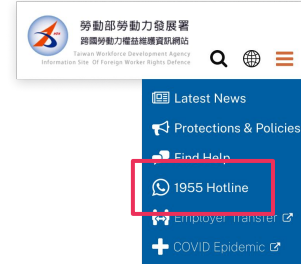 勞動部勞動力發展署
跨國勞動力權益維護資訊網站
Taiwan Workforce Development Agency
Information Site Of Foreign Worker Rights Defence
Latest News
Protections & Policies
Find Help
1955 Hotline
Employer Transfer
COVID Epidemic